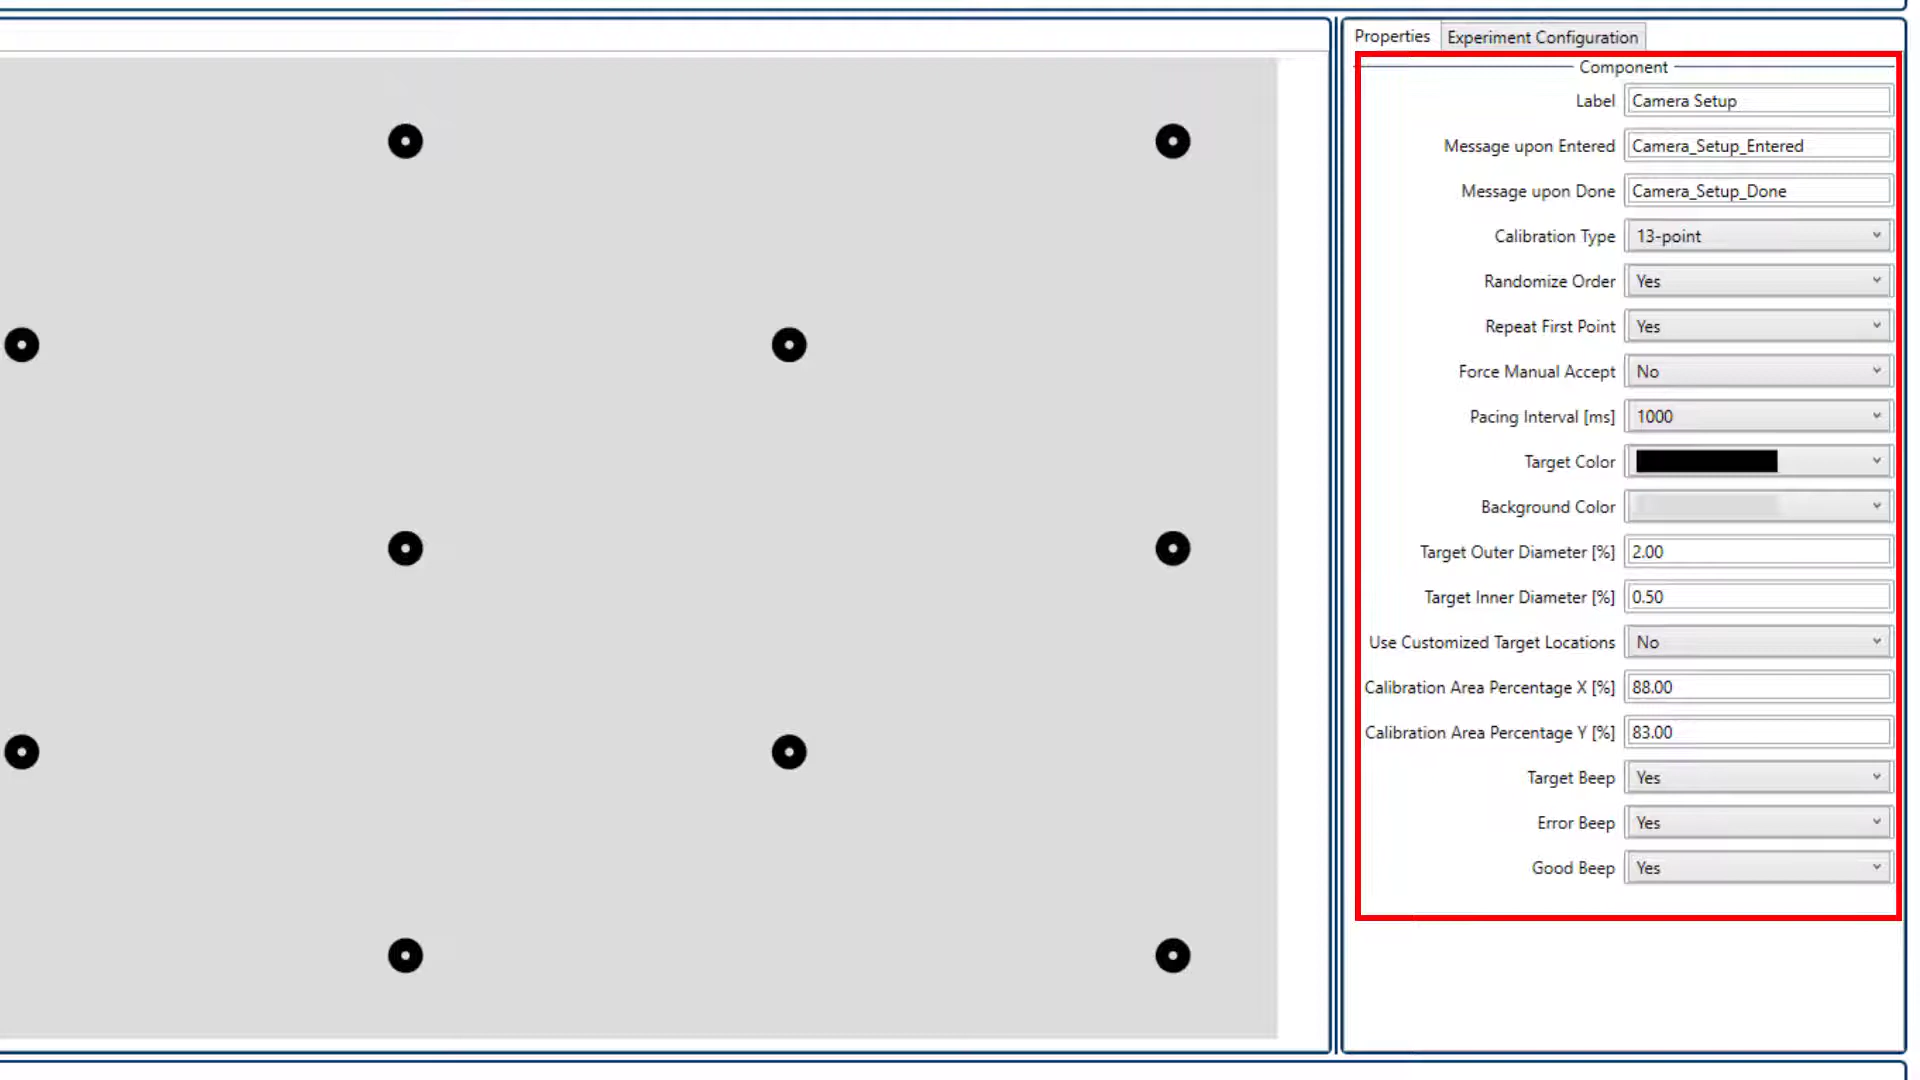 Properties Experiment Configuration
Component
Label Camera Setup
Message upon Entered Camera_Setup_Entered
Message upon Done Camera_Setup_Done
Calibration Type 13-point
Randomize Order Yes
Repeat First Point Yes
Force Manual Accept No
Pacing Interval [ms] 1000
Target Color
Background Color
Target Outer Diameter [%] 2.00
Target Inner Diameter [%] 0.50
Use Customized Target Locations No
Calibration Area Percentage X [%] 88.00
Calibration Area Percentage Y [%] 83.00
Target Beep Yes
Error Beep Yes
Good Beep Yes